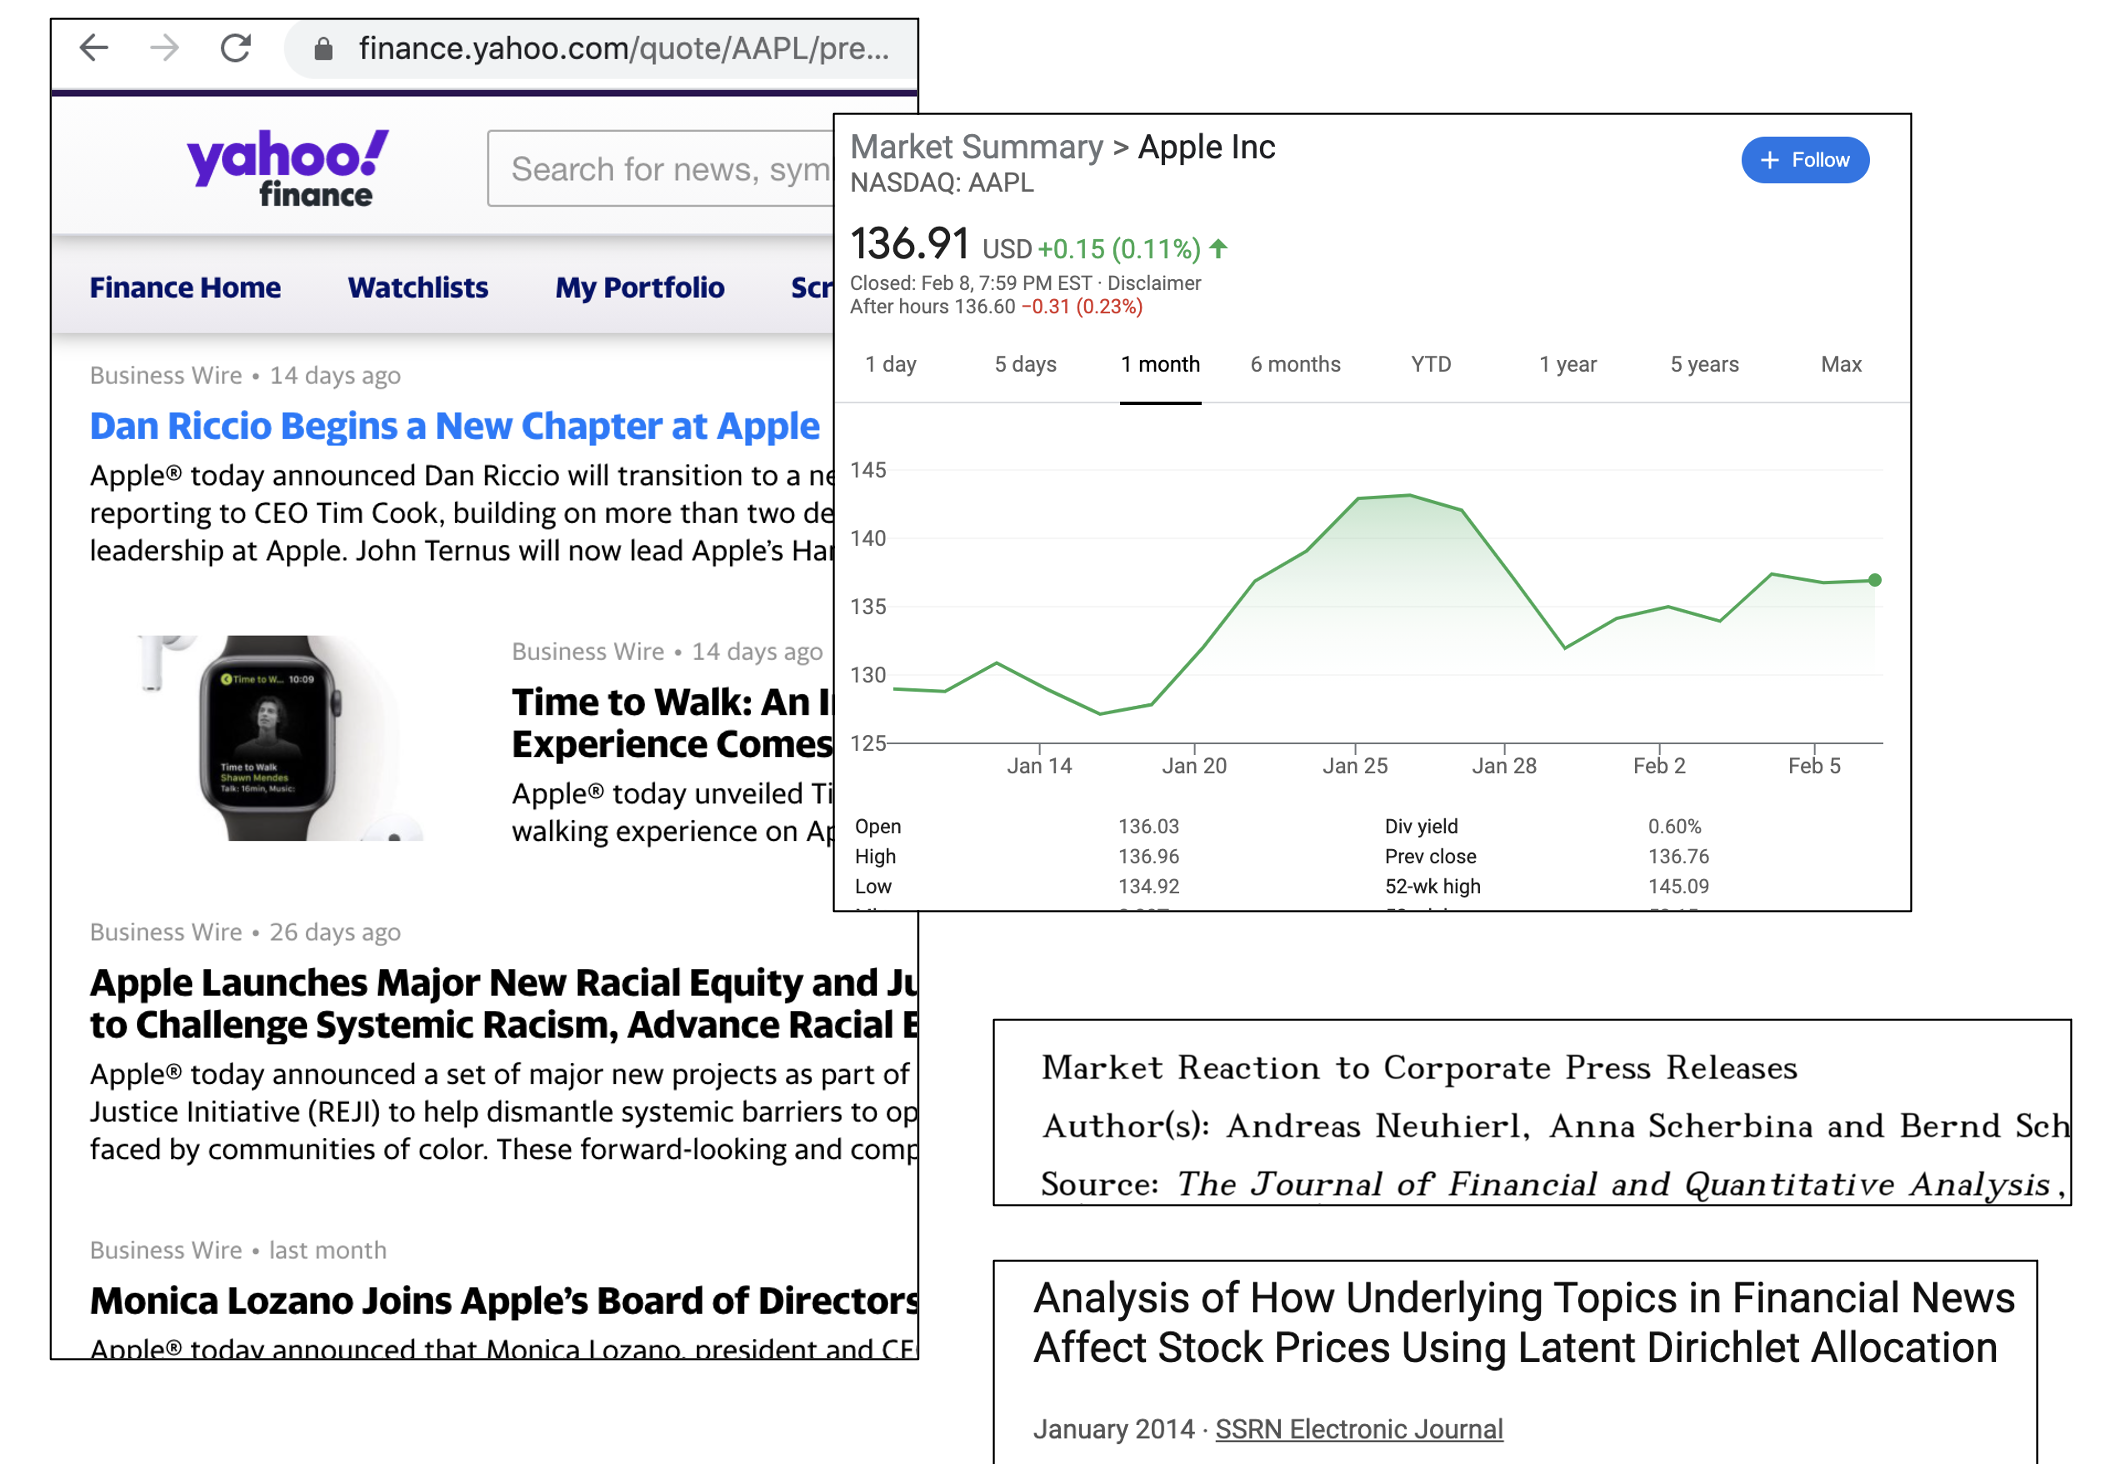 finance.yahoo.com/quote/AAPL/pre...
yahoo!
finance
Search for news, sym
Finance Home Watchlists My Portfolio Scr
Business Wire • 14 days ago
Dan Riccio Begins a New Chapter at Apple
Apple® today announced Dan Riccio will transition to a ne
reporting to CEO Tim Cook, building on more than two de
leadership at Apple. John Ternus will now lead Apple’s Har
Time to W... 10:09
Time to Walk
Shawn Mendes
Talk: 16min, Music:
Business Wire • 14 days ago
Time to Walk: An I
Experience Comes
Apple® today unveiled Ti
walking experience on Ap
Business Wire • 26 days ago
Apple Launches Major New Racial Equity and Ju
to Challenge Systemic Racism, Advance Racial E
Apple® today announced a set of major new projects as part of
Justice Initiative (REJI) to help dismantle systemic barriers to op
faced by communities of color. These forward-looking and comp
Business Wire • last month
Monica Lozano Joins Apple’s Board of Directors
Apple® today announced that Monica Lozano, president and CE
Market Summary > Apple Inc
+ Follow
NASDAQ: AAPL
136.91 USD +0.15 (0.11%)
Closed: Feb 8, 7:59 PM EST · Disclaimer
After hours 136.60 −0.31 (0.23%)
1 day 5 days 1 month 6 months YTD 1 year 5 years Max
145
140
135
130
125
Jan 14 Jan 20 Jan 25 Jan 28 Feb 2 Feb 5
Open 136.03 Div yield 0.60%
High 136.96 Prev close 136.76
Low 134.92 52-wk high 145.09
Market Reaction to Corporate Press Releases
Author(s): Andreas Neuhierl, Anna Scherbina and Bernd Sch
Source: The Journal of Financial and Quantitative Analysis,
Analysis of How Underlying Topics in Financial News
Affect Stock Prices Using Latent Dirichlet Allocation
January 2014 · SSRN Electronic Journal